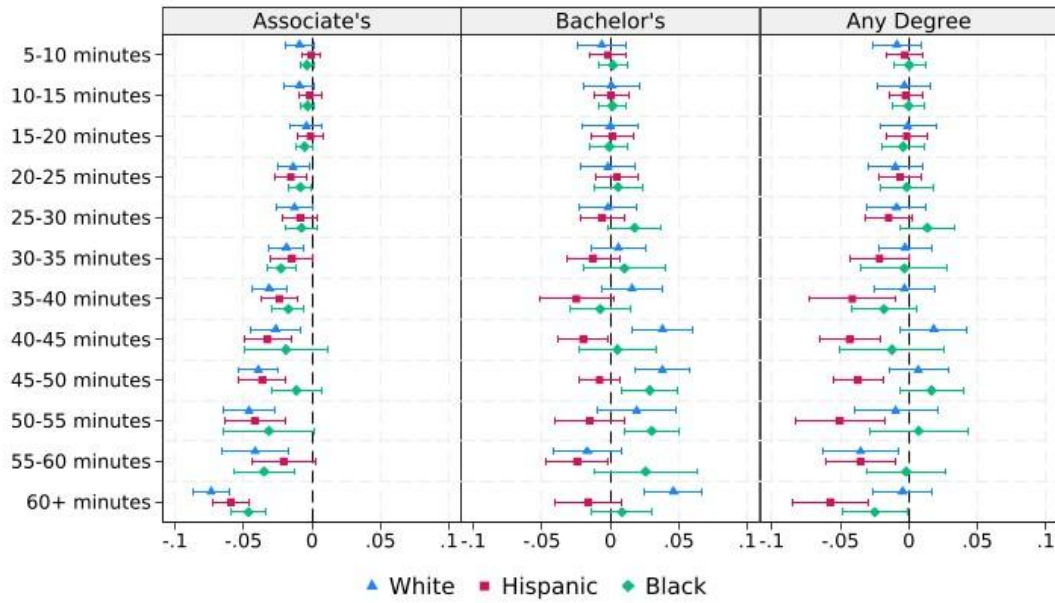 Associate's Bachelor's Any Degree
5-10 minutes
10-15 minutes
15-20 minutes
20-25 minutes
25-30 minutes
30-35 minutes
35-40 minutes
40-45 minutes
45-50 minutes
50-55 minutes
55-60 minutes
60+ minutes
-.1 -.05 0 .05 .1 -.1 -.05 0 .05 .1 -.1 -.05 0 .05 .1
White Hispanic Black